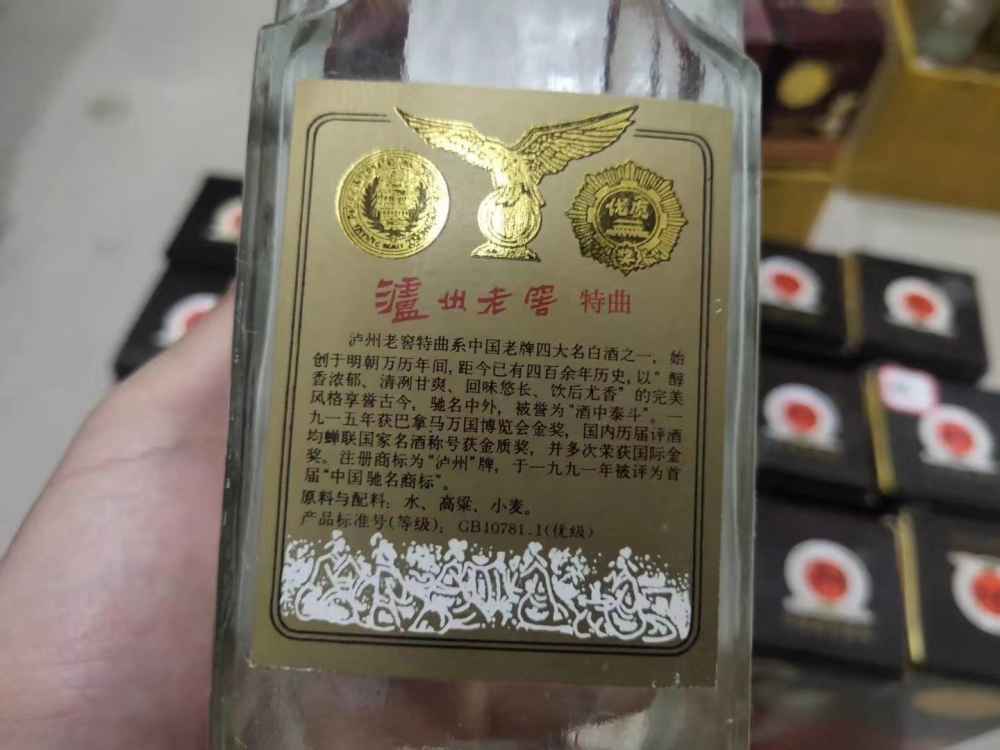 优质
泸州老窖 特曲
泸州老窖特曲系中国老牌四大名白酒之一，始
创于明朝万历年间，距今已有四百余年历史，以“醇
香浓郁、清洌甘爽、回味悠长、饮后尤香”的完美
风格享誉古今，驰名中外，被誉为“酒中泰斗”。一
九一五年获巴拿马万国博览会金奖，国内历届评酒
均蝉联国家名酒称号获金质奖，并多次荣获国际金
奖。注册商标为“泸州”牌，于一九九一年被评为首
届“中国驰名商标”。
原料与配料：水、高粱、小麦。
产品标准号(等级)：GB10781.1(优级)